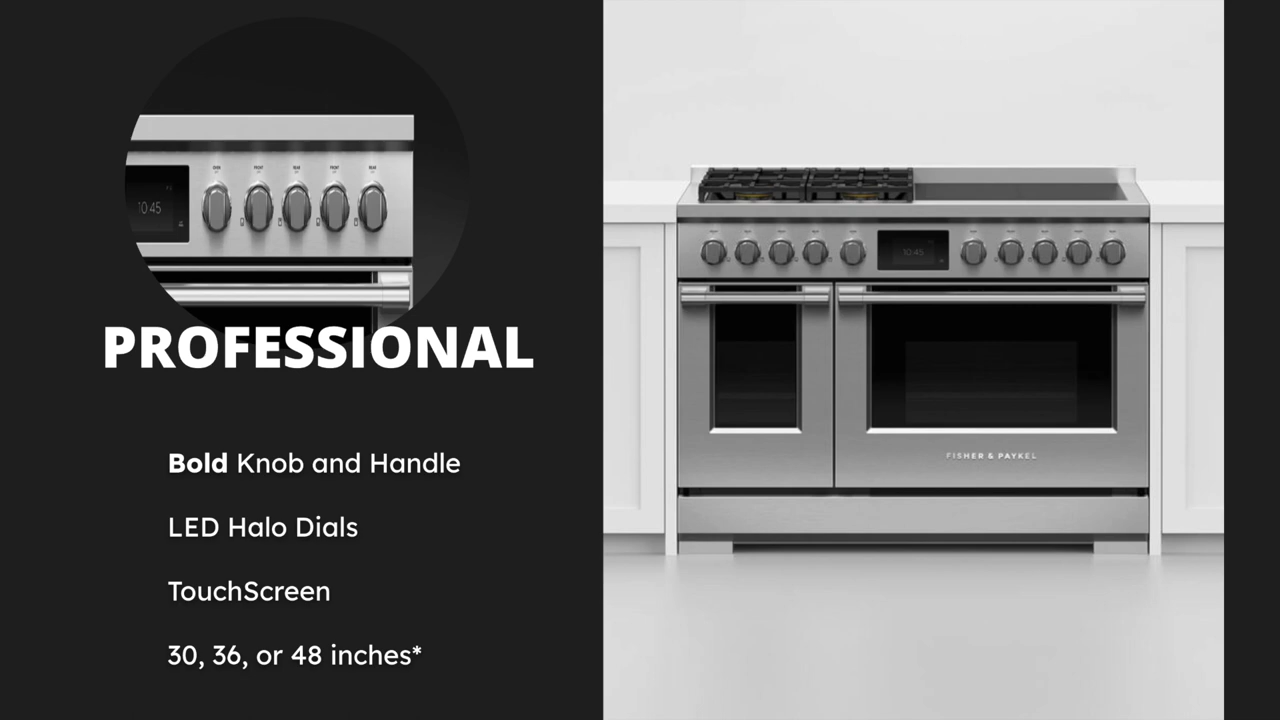 10:45
PROFESSIONAL
Bold Knob and Handle
LED Halo Dials
TouchScreen
30, 36, or 48 inches*
10:45
FISHER & PAYKEL